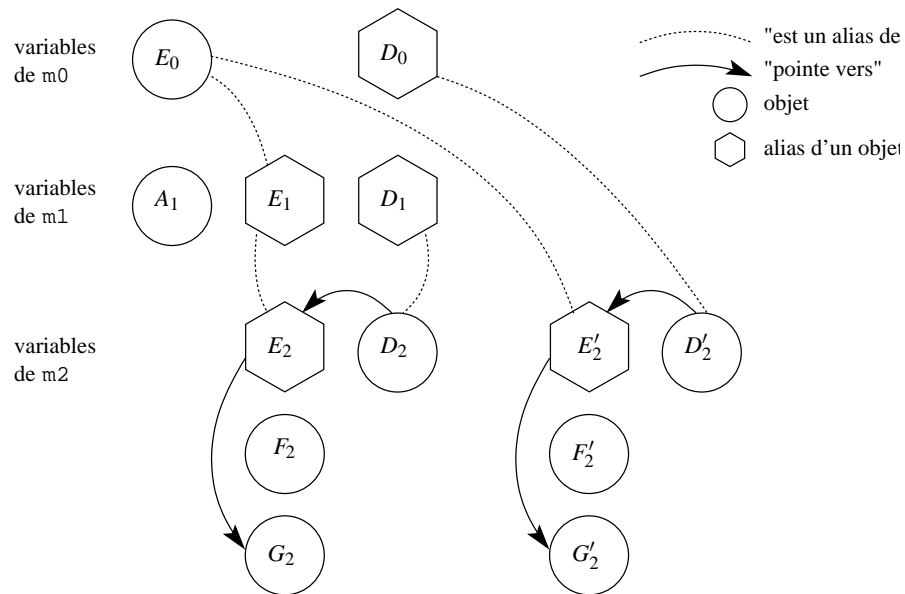 variables
de m0
E0
D0
"est un alias de
"pointe vers"
objet
alias d'un objet
variables
de m1
A1
E1
D1
variables
de m2
E2
D2
E′2
D′2
F2
F′2
G2
G′2